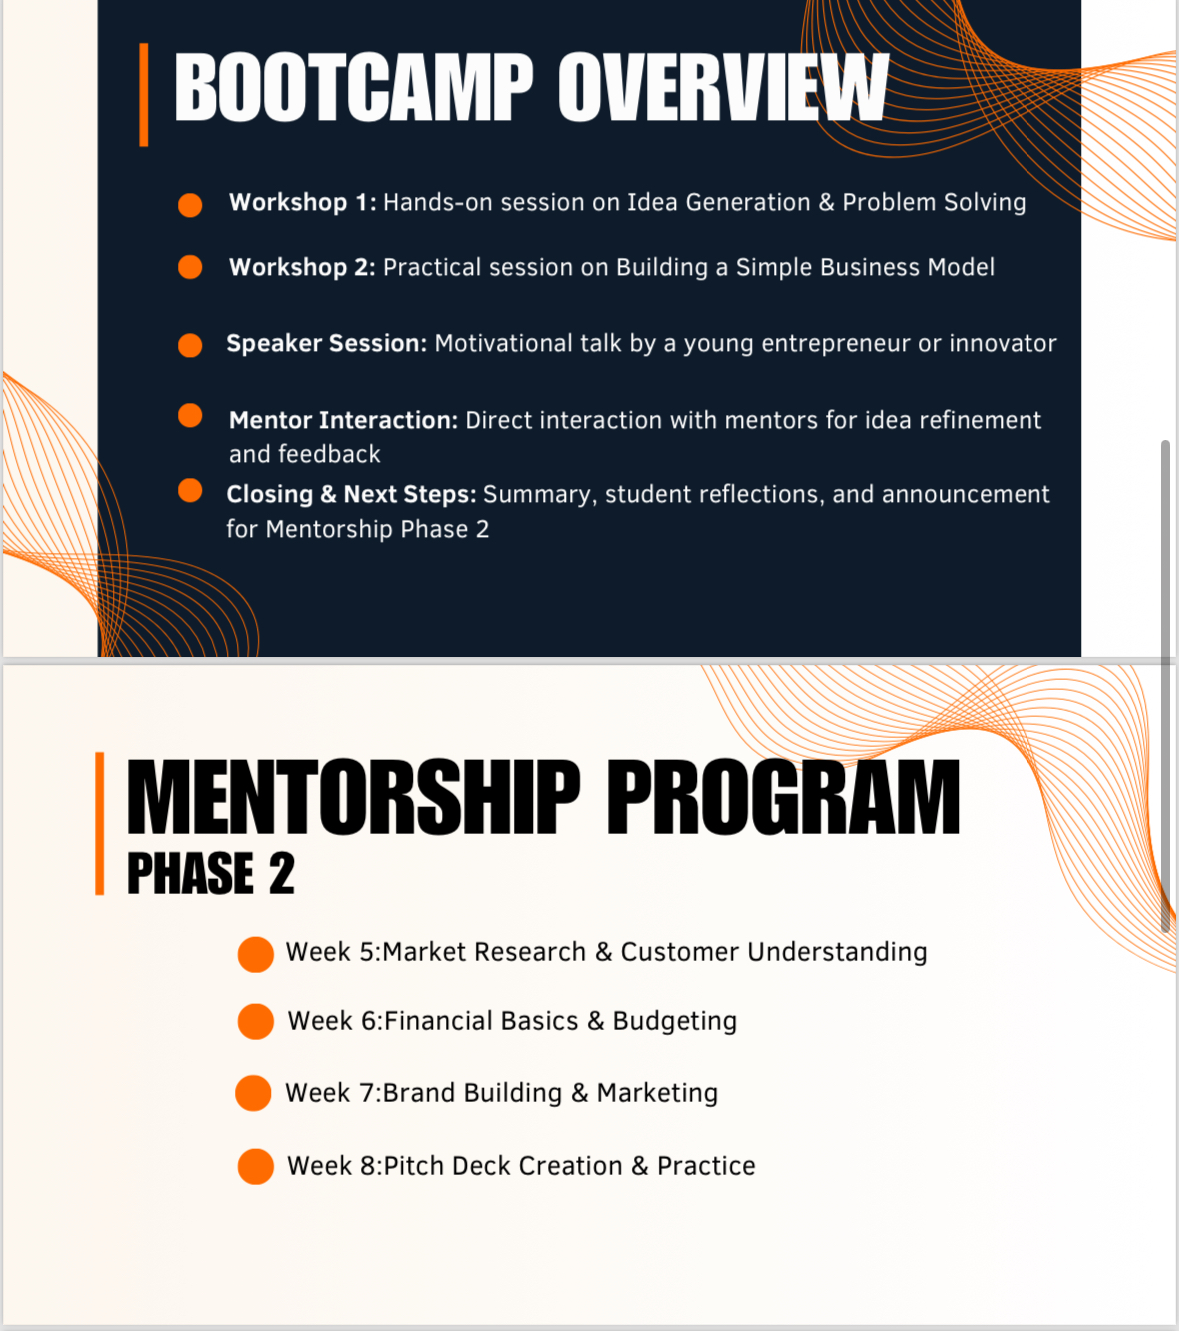 BOOTCAMP OVERVIEW
Workshop 1: Hands-on session on Idea Generation & Problem Solving
Workshop 2: Practical session on Building a Simple Business Model
Speaker Session: Motivational talk by a young entrepreneur or innovator
Mentor Interaction: Direct interaction with mentors for idea refinement
and feedback
Closing & Next Steps: Summary, student reflections, and announcement
for Mentorship Phase 2
MENTORSHIP PROGRAM
PHASE 2
Week 5:Market Research & Customer Understanding
Week 6:Financial Basics & Budgeting
Week 7:Brand Building & Marketing
Week 8:Pitch Deck Creation & Practice